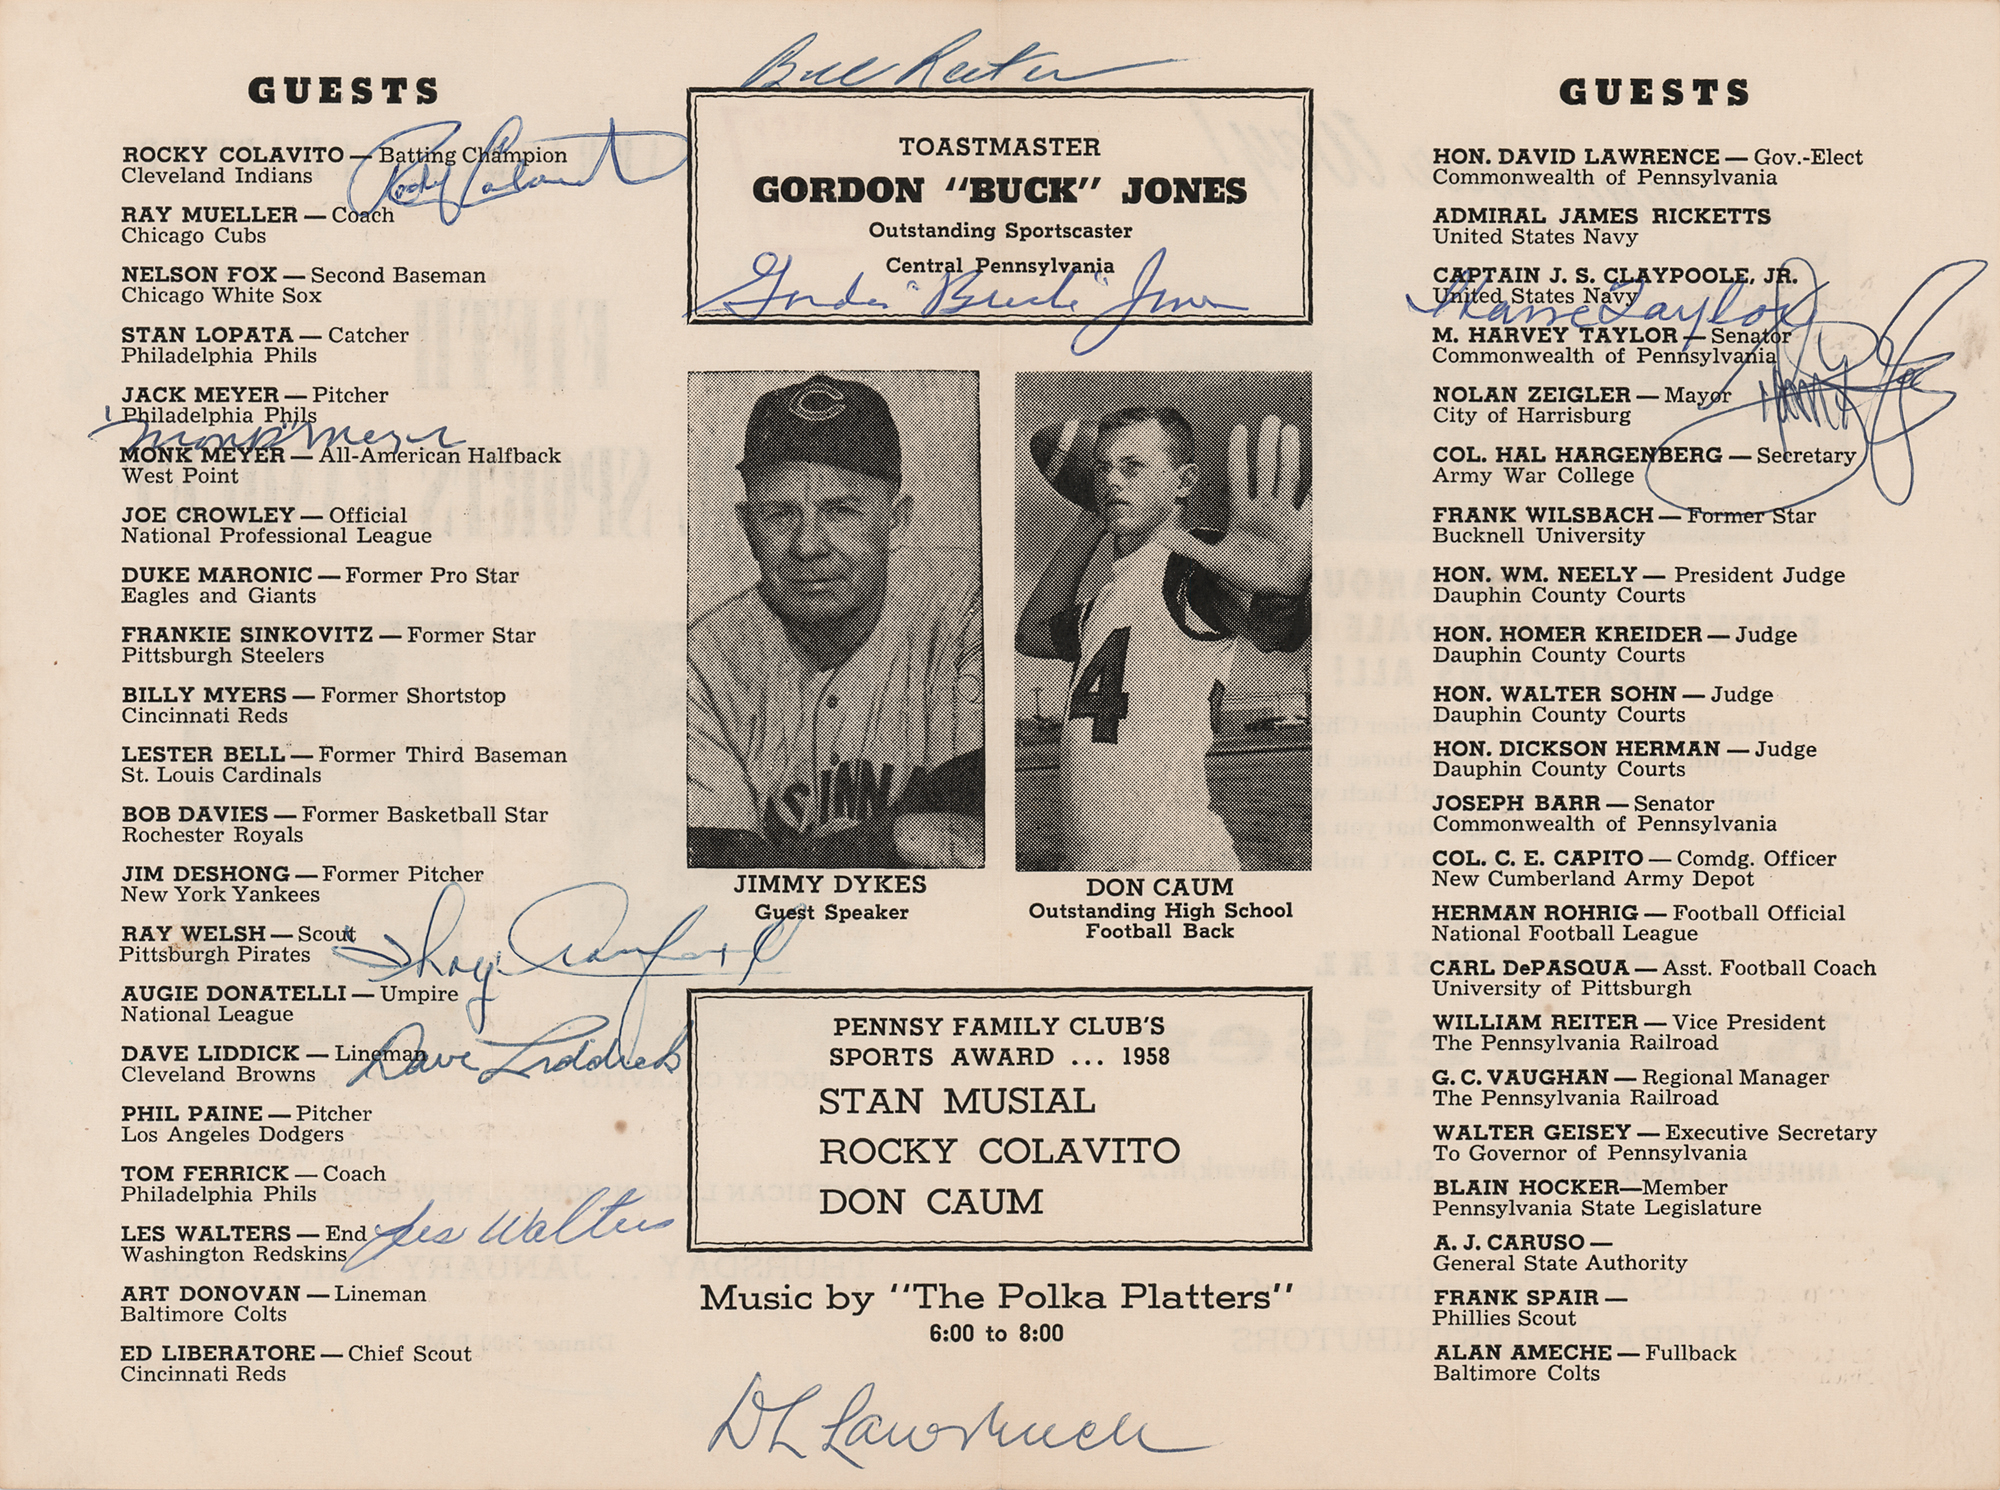 GUESTS
ROCKY COLAVITO — Batting Champion
Cleveland Indians
Rocky Colavito
RAY MUELLER — Coach
Chicago Cubs
NELSON FOX — Second Baseman
Chicago White Sox
STAN LOPATA — Catcher
Philadelphia Phils
JACK MEYER — Pitcher
Philadelphia Phils
"Monk" Meyer
MONK MEYER — All-American Halfback
West Point
JOE CROWLEY — Official
National Professional League
DUKE MARONIC — Former Pro Star
Eagles and Giants
FRANKIE SINKOVITZ — Former Star
Pittsburgh Steelers
BILLY MYERS — Former Shortstop
Cincinnati Reds
LESTER BELL — Former Third Baseman
St. Louis Cardinals
BOB DAVIES — Former Basketball Star
Rochester Royals
JIM DESHONG — Former Pitcher
New York Yankees
RAY WELSH — Scout
Pittsburgh Pirates
Shag Crawford
AUGIE DONATELLI — Umpire
National League
DAVE LIDDICK — Lineman
Cleveland Browns
Dave Liddick
PHIL PAINE — Pitcher
Los Angeles Dodgers
TOM FERRICK — Coach
Philadelphia Phils
LES WALTERS — End
Washington Redskins
Les Walters
ART DONOVAN — Lineman
Baltimore Colts
ED LIBERATORE — Chief Scout
Cincinnati Reds
Bill Reiter
TOASTMASTER
GORDON "BUCK" JONES
Outstanding Sportscaster
Central Pennsylvania
Gordon "Buck" Jones
C
CINN
4
JIMMY DYKES
Guest Speaker
DON CAUM
Outstanding High School
Football Back
PENNSY FAMILY CLUB'S
SPORTS AWARD ... 1958
STAN MUSIAL
ROCKY COLAVITO
DON CAUM
Music by "The Polka Platters"
6:00 to 8:00
GUESTS
HON. DAVID LAWRENCE — Gov.-Elect
Commonwealth of Pennsylvania
ADMIRAL JAMES RICKETTS
United States Navy
CAPTAIN J. S. CLAYPOOLE, JR.
United States Navy
Taylor
M. HARVEY TAYLOR — Senator
Commonwealth of Pennsylvania
NOLAN ZEIGLER — Mayor
City of Harrisburg
COL. HAL HARGENBERG — Secretary
Army War College
FRANK WILSBACH — Former Star
Bucknell University
HON. WM. NEELY — President Judge
Dauphin County Courts
HON. HOMER KREIDER — Judge
Dauphin County Courts
HON. WALTER SOHN — Judge
Dauphin County Courts
HON. DICKSON HERMAN — Judge
Dauphin County Courts
JOSEPH BARR — Senator
Commonwealth of Pennsylvania
COL. C. E. CAPITO — Comdg. Officer
New Cumberland Army Depot
HERMAN ROHRIG — Football Official
National Football League
CARL DePASQUA — Asst. Football Coach
University of Pittsburgh
WILLIAM REITER — Vice President
The Pennsylvania Railroad
G. C. VAUGHAN — Regional Manager
The Pennsylvania Railroad
WALTER GEISEY — Executive Secretary
To Governor of Pennsylvania
BLAIN HOCKER—Member
Pennsylvania State Legislature
A. J. CARUSO —
General State Authority
FRANK SPAIR —
Phillies Scout
ALAN AMECHE — Fullback
Baltimore Colts